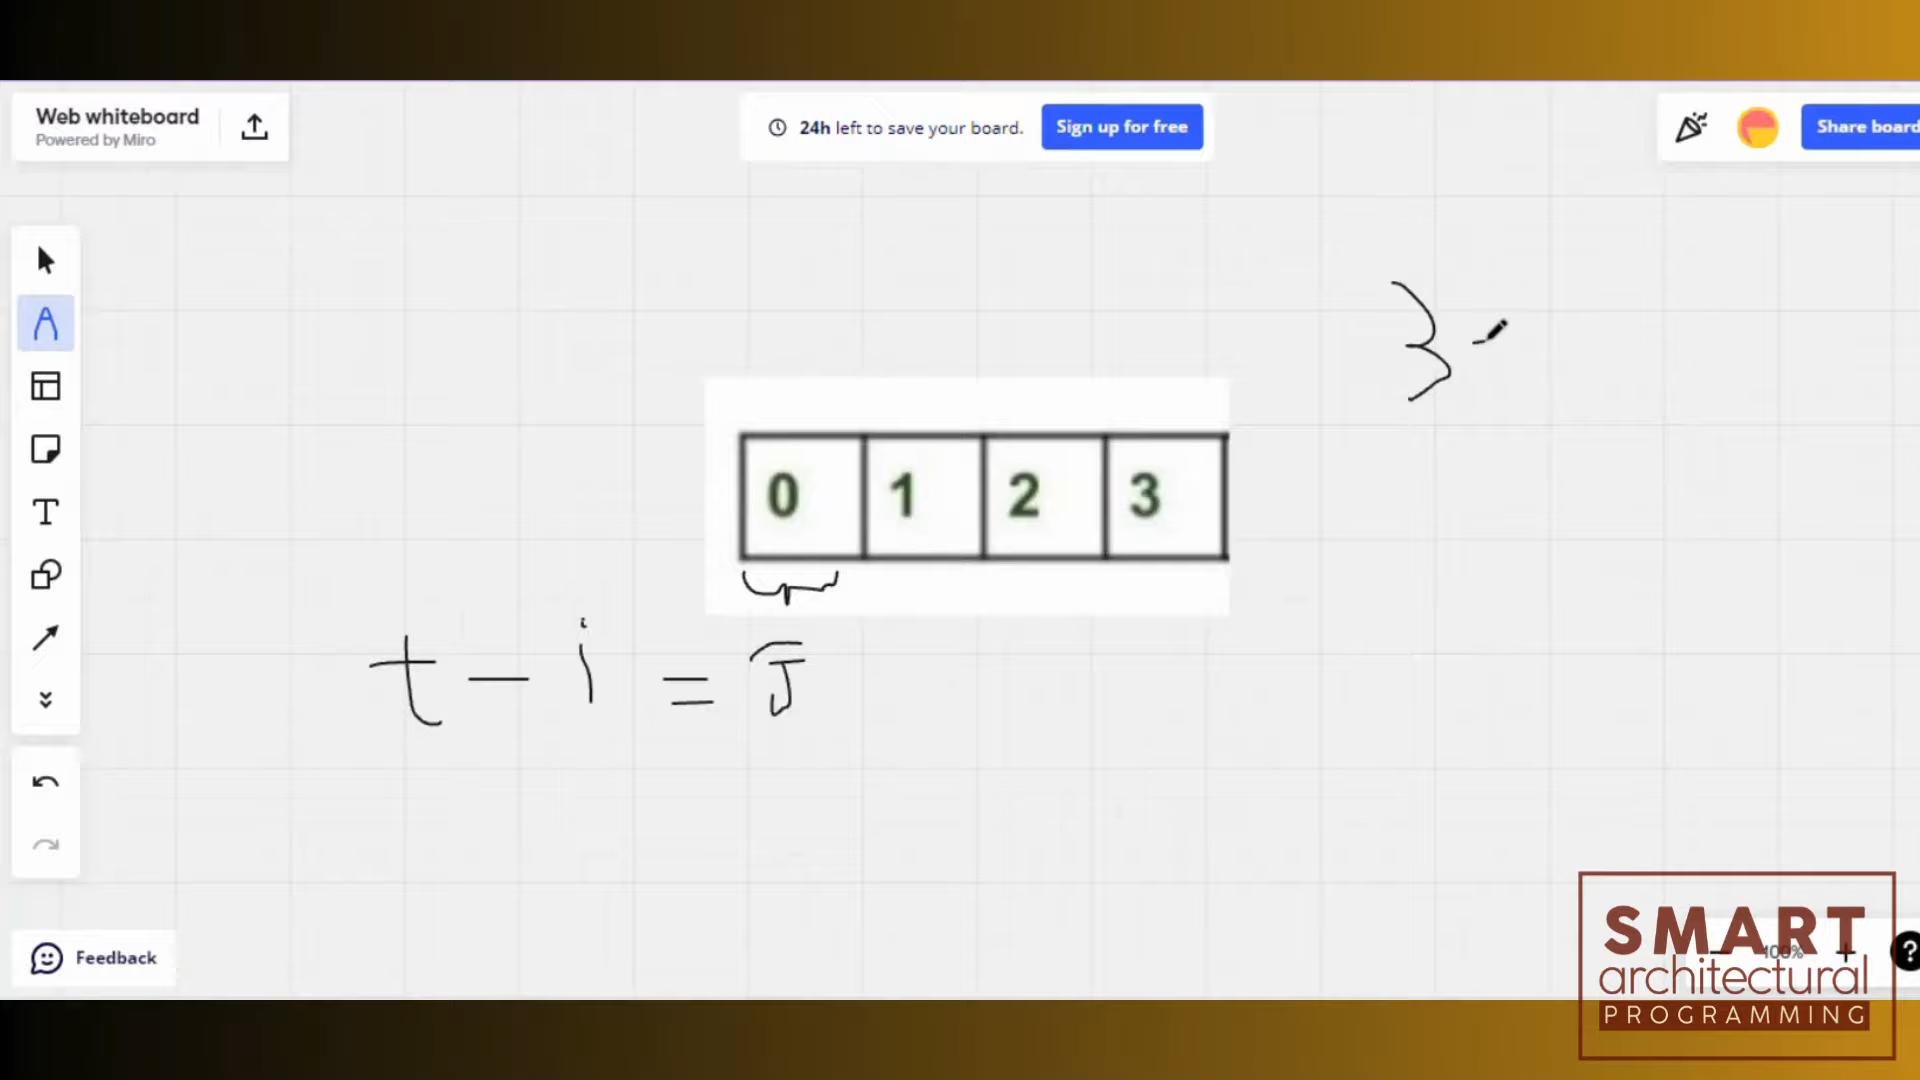 Web whiteboard
Powered by Miro
24h left to save your board.
Sign up for free
Share board
3-
0 1 2 3
t - i = J
Feedback
100%
?
SMART
architectural
PROGRAMMING